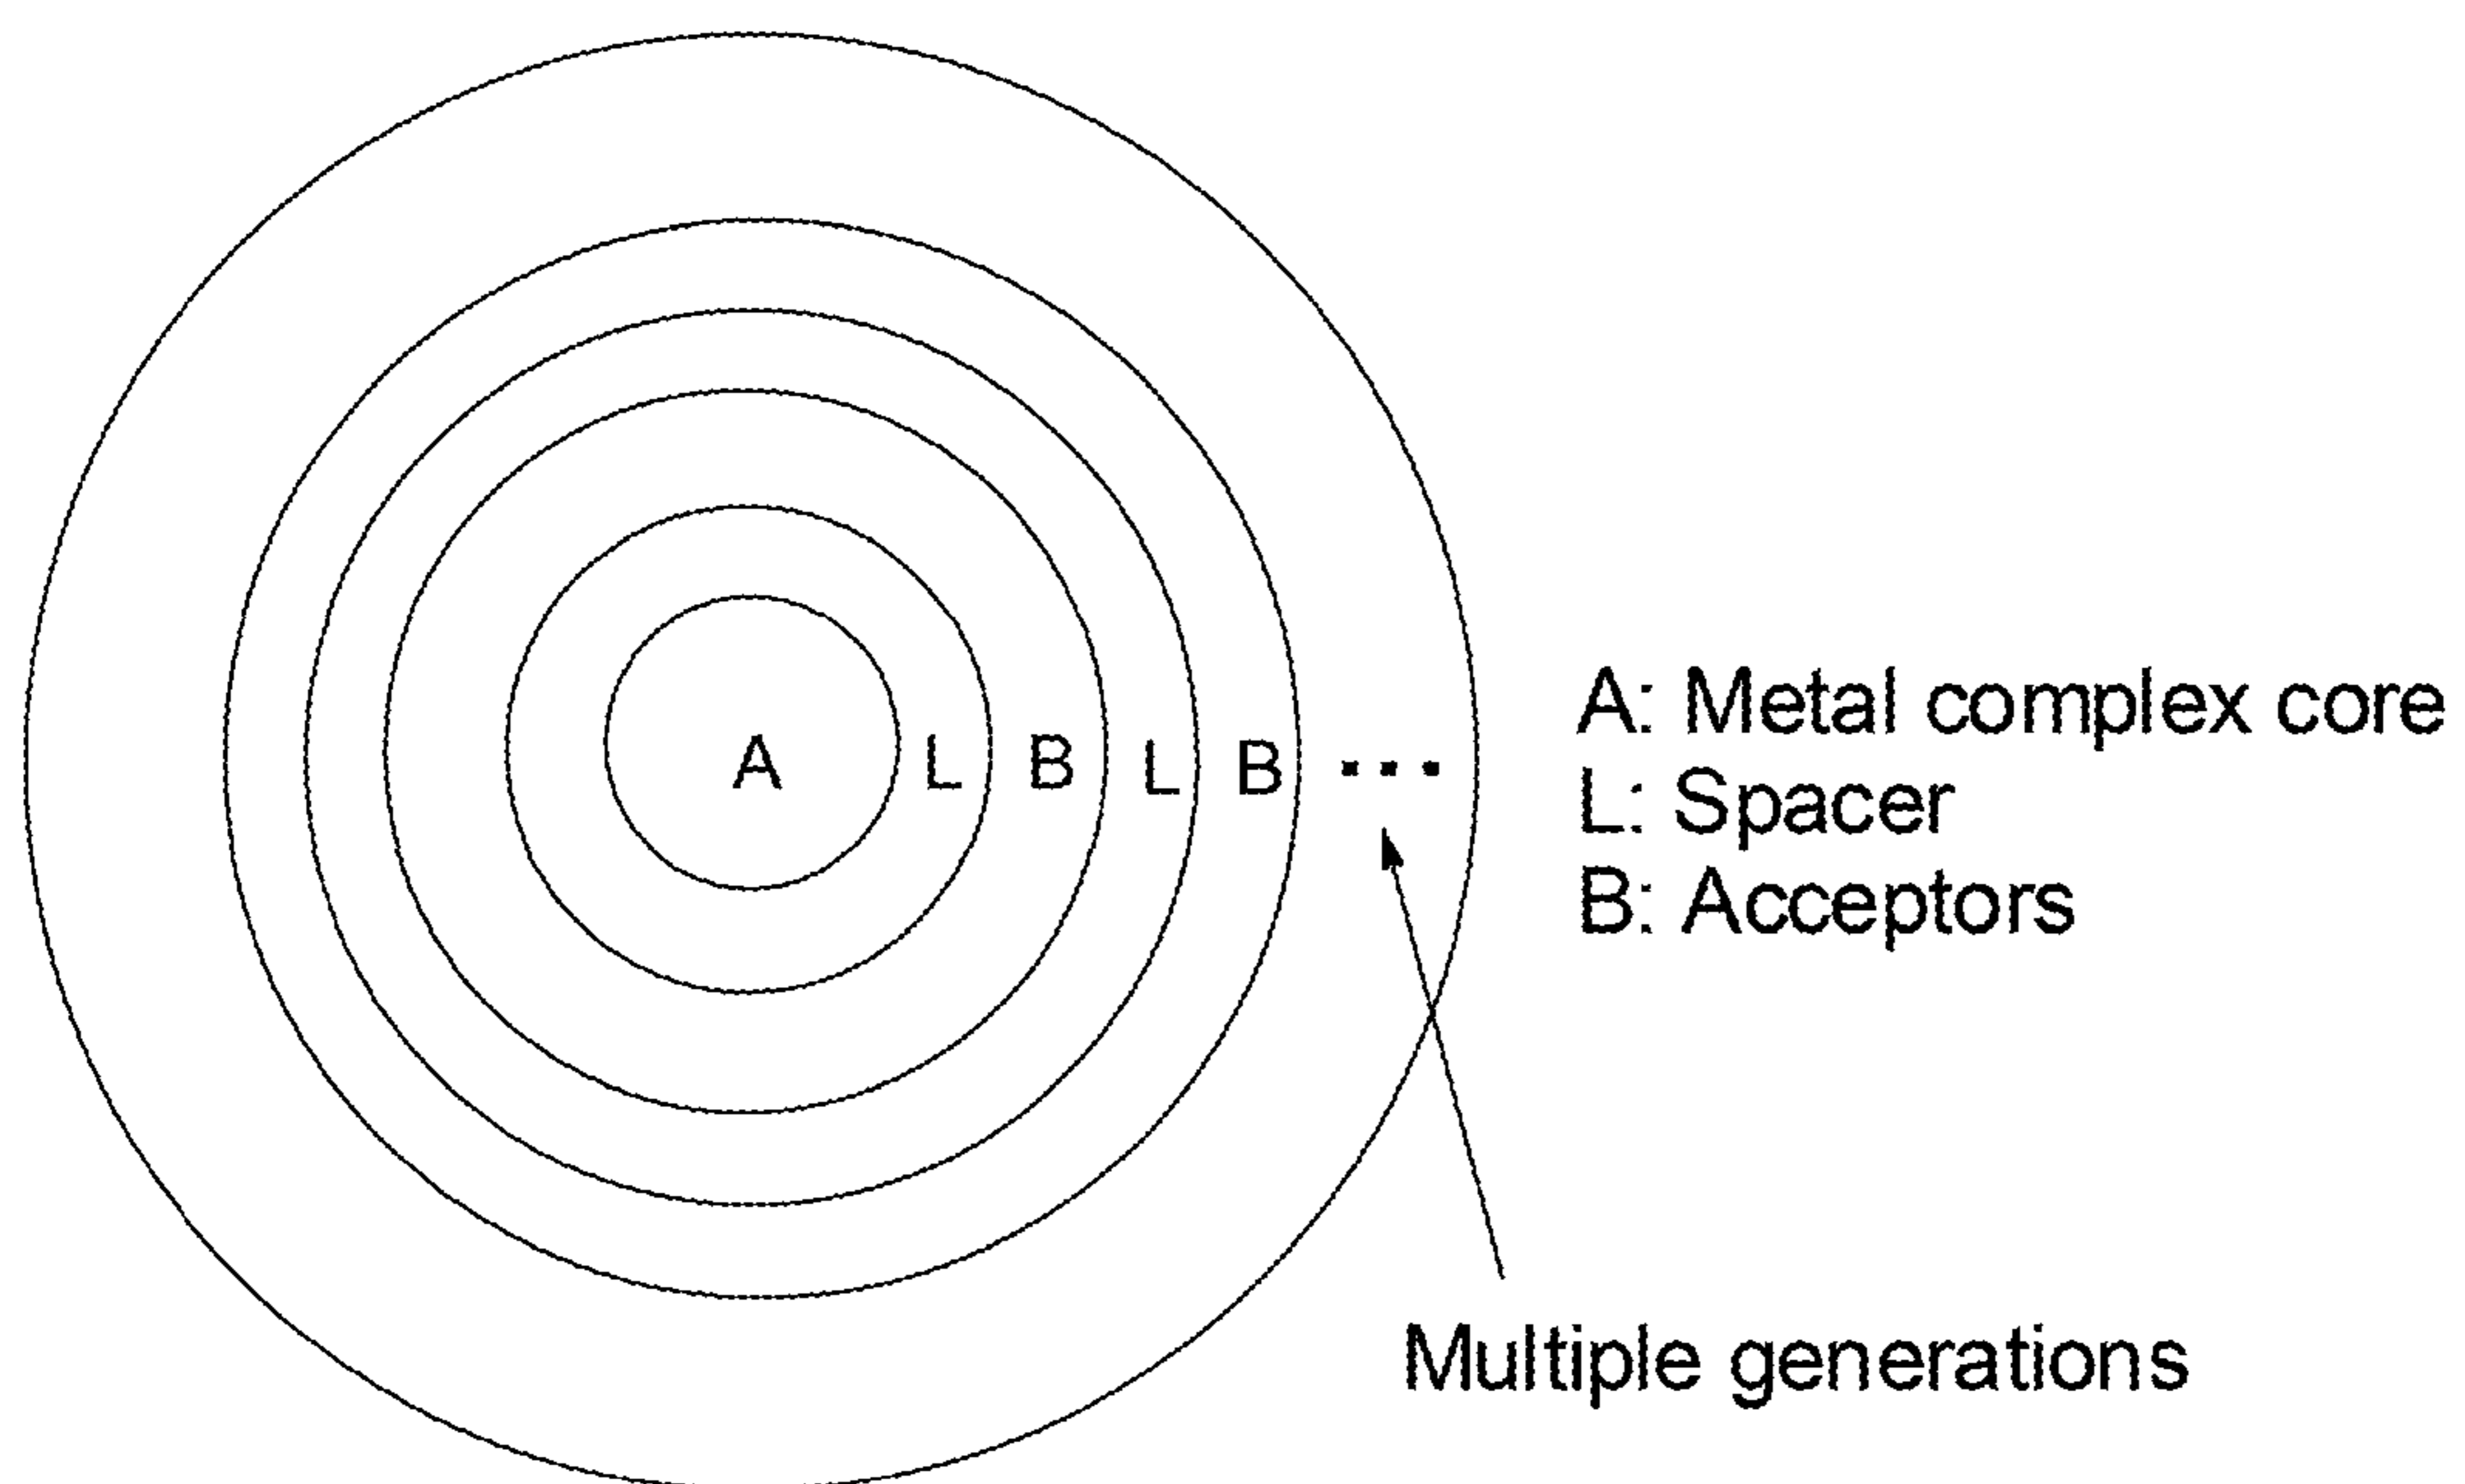 A L B L B ...
A: Metal complex core
L: Spacer
B: Acceptors
Multiple generations